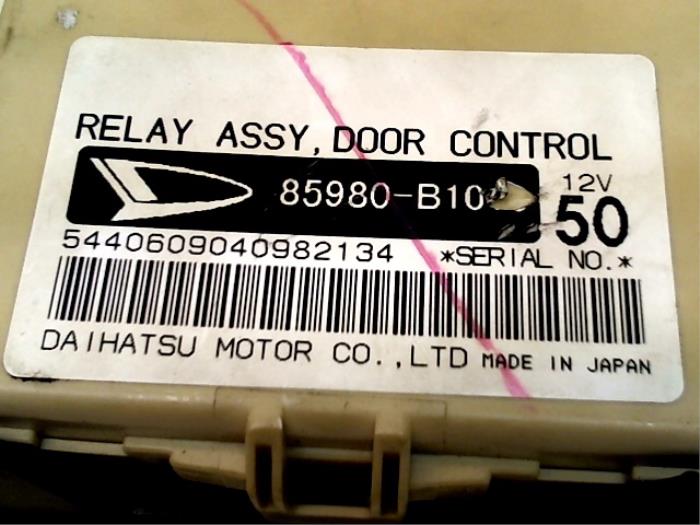 RELAY ASSY, DOOR CONTROL
85980-B10
12V
50
5440609040982134 *SERIAL NO.*
DAIHATSU MOTOR CO.,LTD MADE IN JAPAN